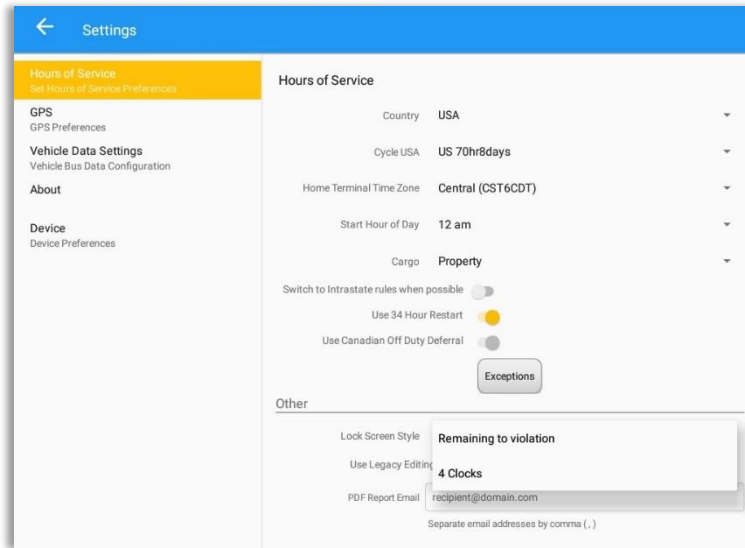 Settings
Hours of Service
Set Hours of Service Preferences
GPS
GPS Preferences
Vehicle Data Settings
Vehicle Bus Data Configuration
About
Device
Device Preferences
Hours of Service
Country USA
Cycle USA US 70hr8days
Home Terminal Time Zone Central (CST6CDT)
Start Hour of Day 12 am
Cargo Property
Switch to Intrastate rules when possible
Use 34 Hour Restart
Use Canadian Off Duty Deferral
Exceptions
Other
Lock Screen Style Remaining to violation
Use Legacy Editing 4 Clocks
PDF Report Email recipient@domain.com
Separate email addresses by comma ( , )